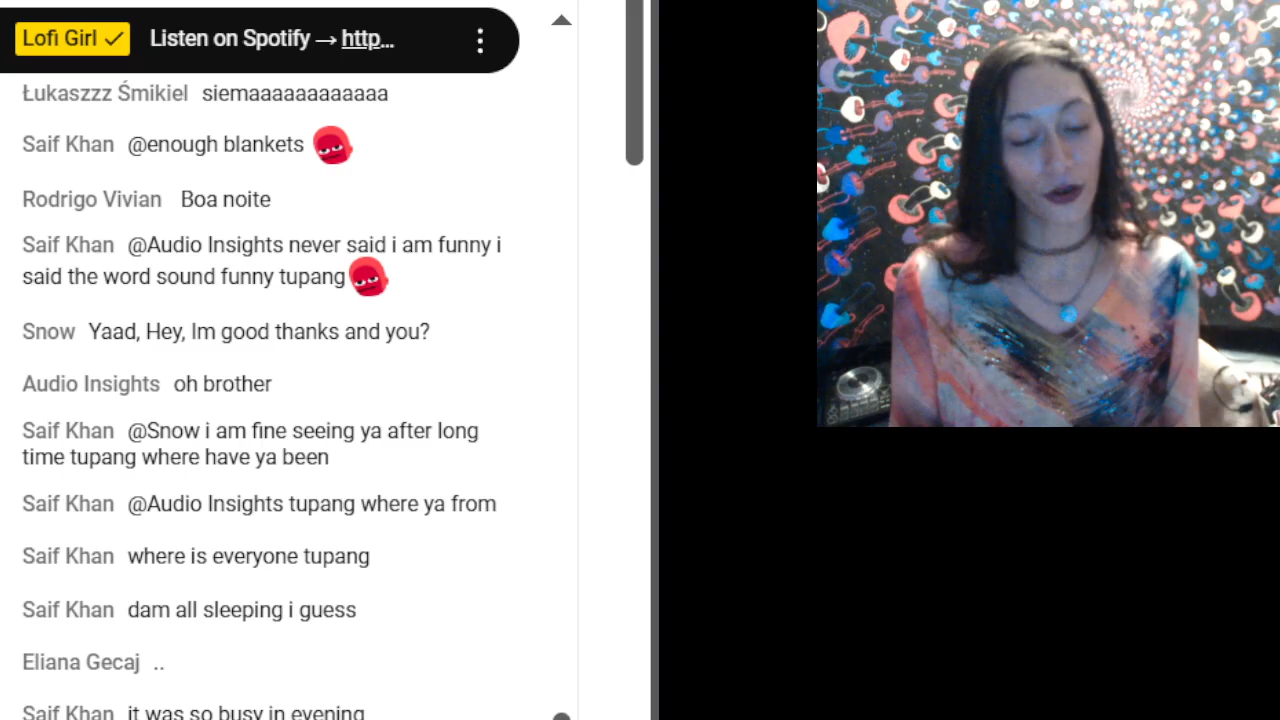 Lofi Girl ✓ Listen on Spotify → http...
Łukaszzz Śmikiel siemaaaaaaaaaaaa
Saif Khan @enough blankets
Rodrigo Vivian Boa noite
Saif Khan @Audio Insights never said i am funny i
said the word sound funny tupang
Snow Yaad, Hey, Im good thanks and you?
Audio Insights oh brother
Saif Khan @Snow i am fine seeing ya after long
time tupang where have ya been
Saif Khan @Audio Insights tupang where ya from
Saif Khan where is everyone tupang
Saif Khan dam all sleeping i guess
Eliana Gecaj ..
Saif Khan it was so busy in evening